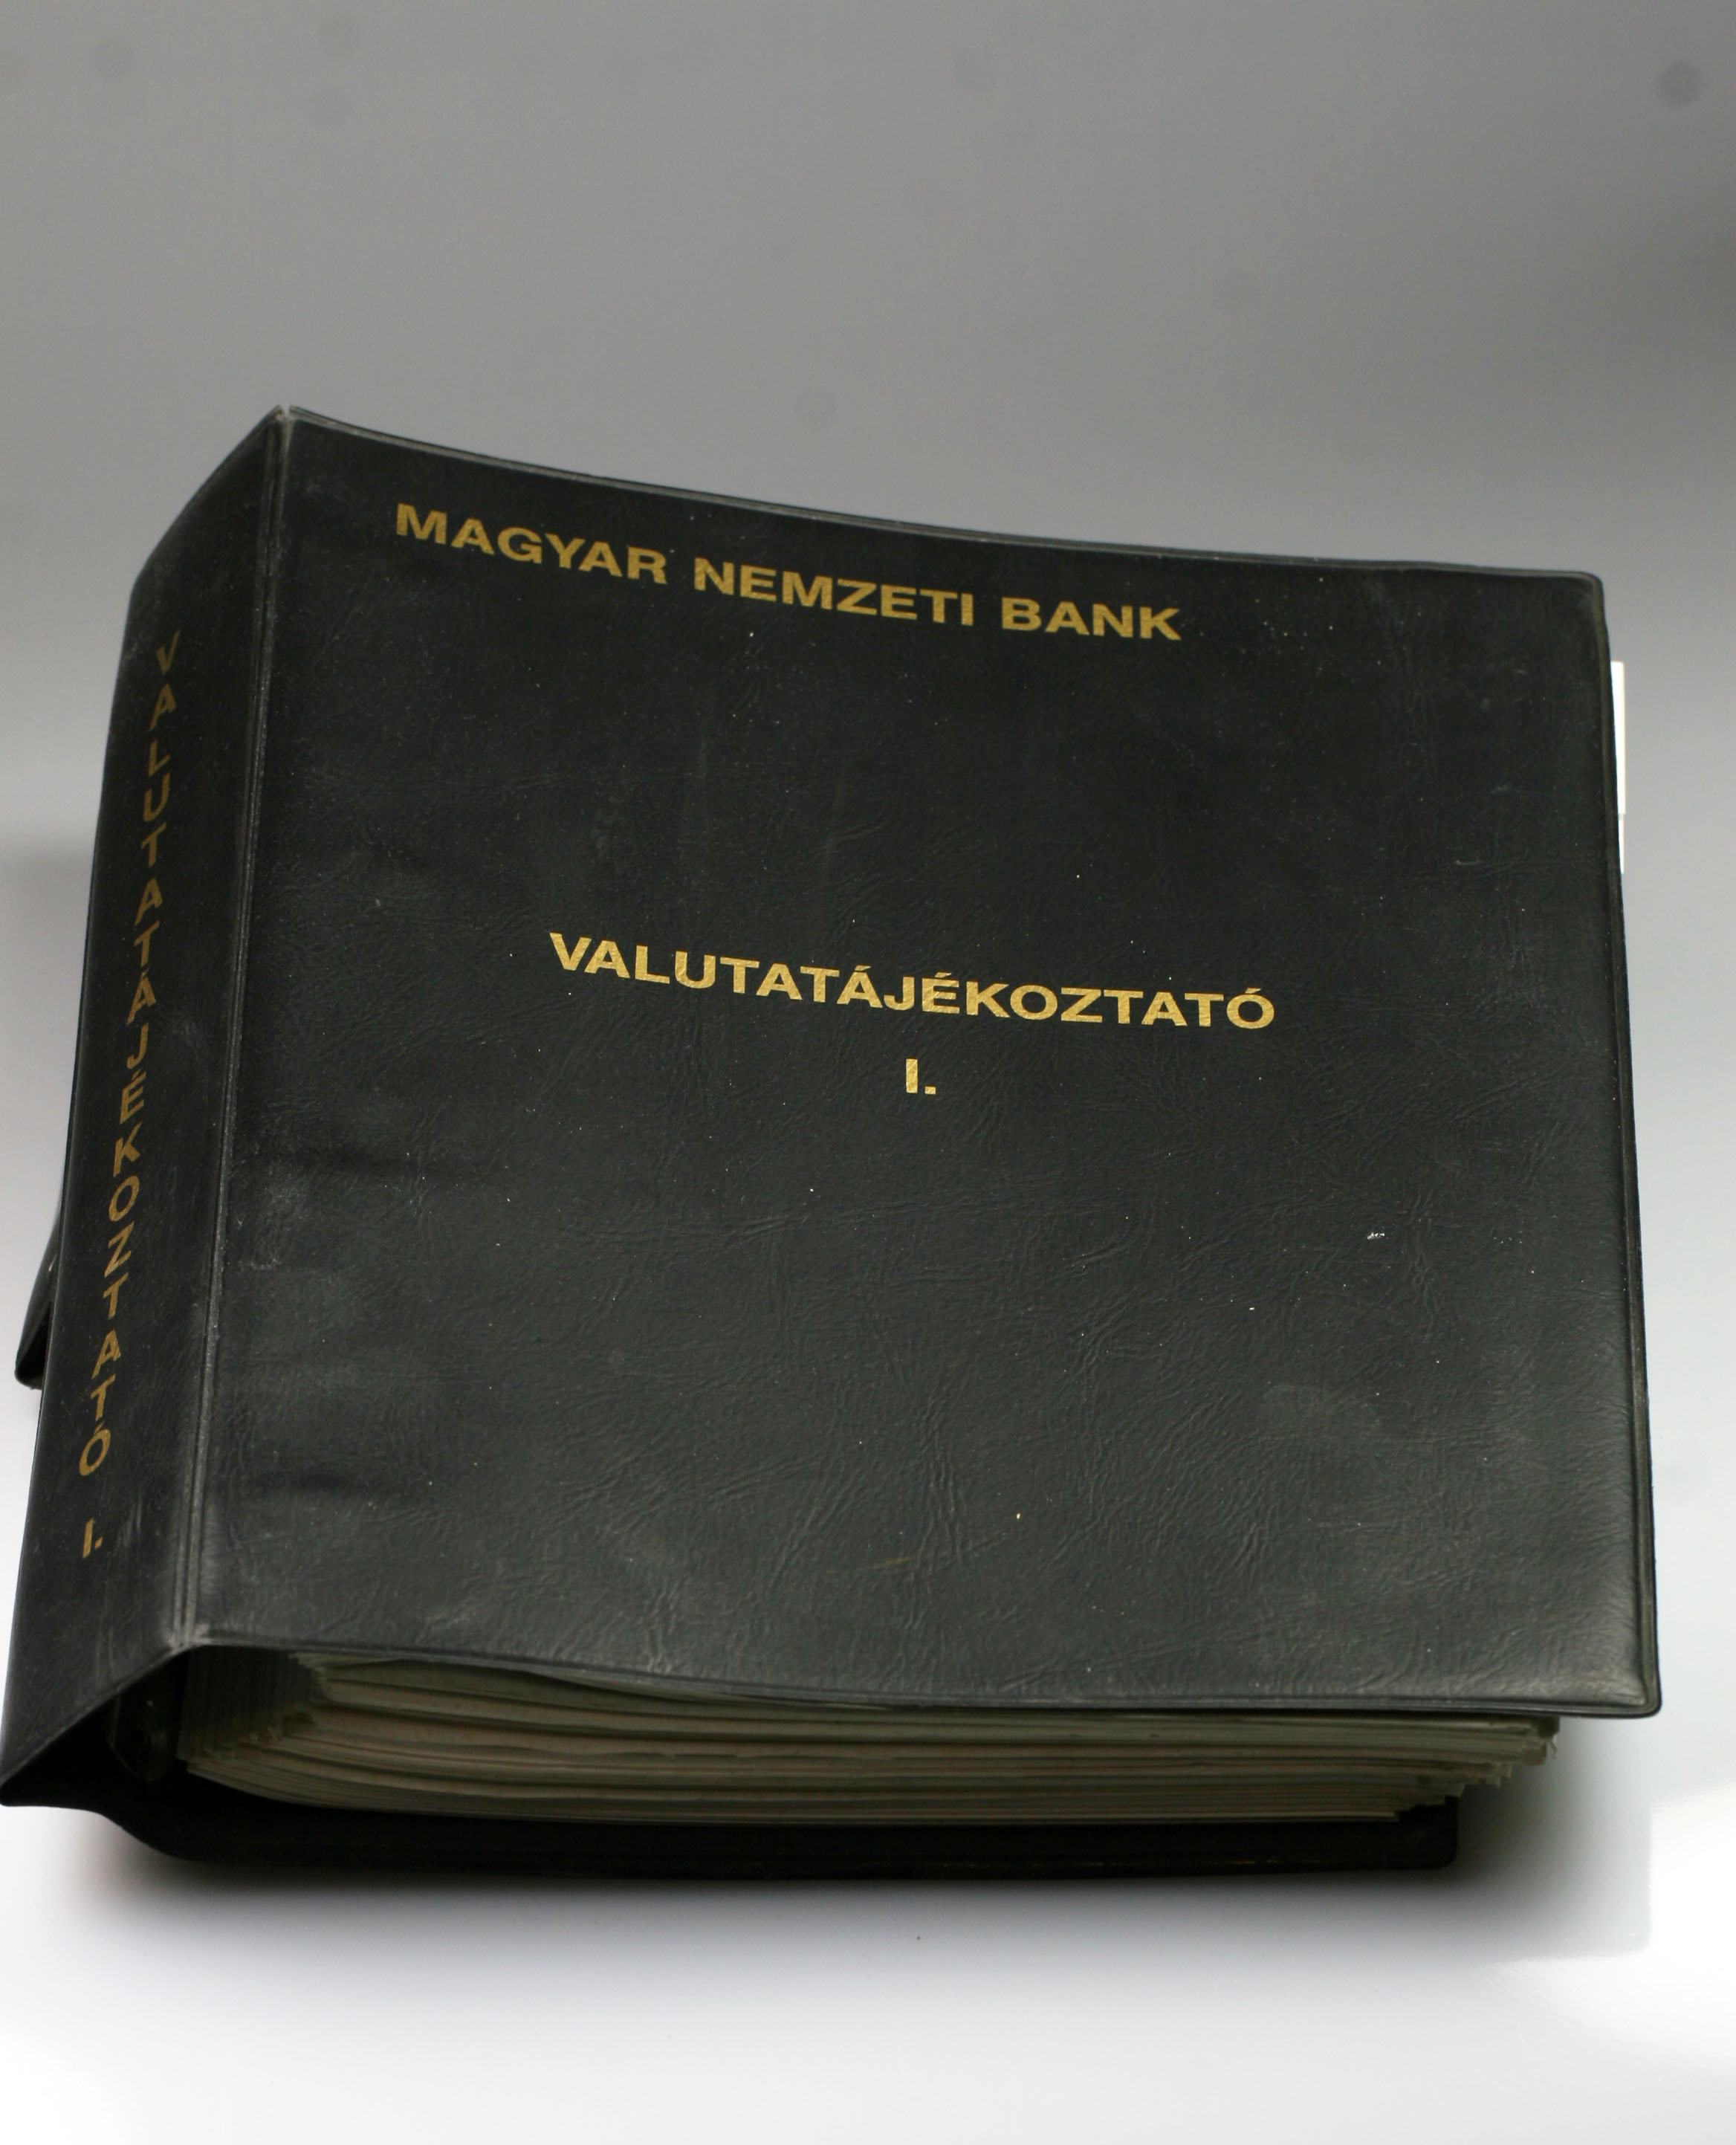 MAGYAR NEMZETI BANK
VALUTATÁJÉKOZTATÓ
I.
VALUTATÁJÉKOZTATÓ I.